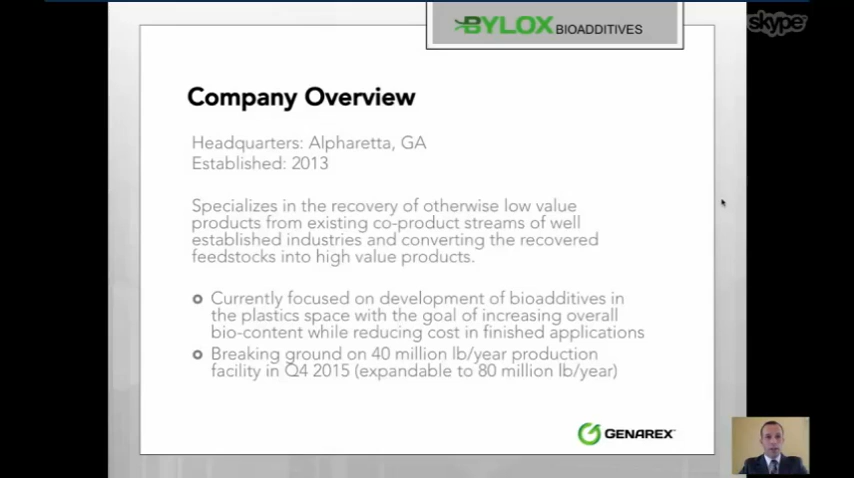 BYLOX BIOADDITIVES
skype
Company Overview
Headquarters: Alpharetta, GA
Established: 2013
Specializes in the recovery of otherwise low value
products from existing co-product streams of well
established industries and converting the recovered
feedstocks into high value products.
Currently focused on development of bioadditives in
the plastics space with the goal of increasing overall
bio-content while reducing cost in finished applications
Breaking ground on 40 million lb/year production
facility in Q4 2015 (expandable to 80 million lb/year)
GENAREX